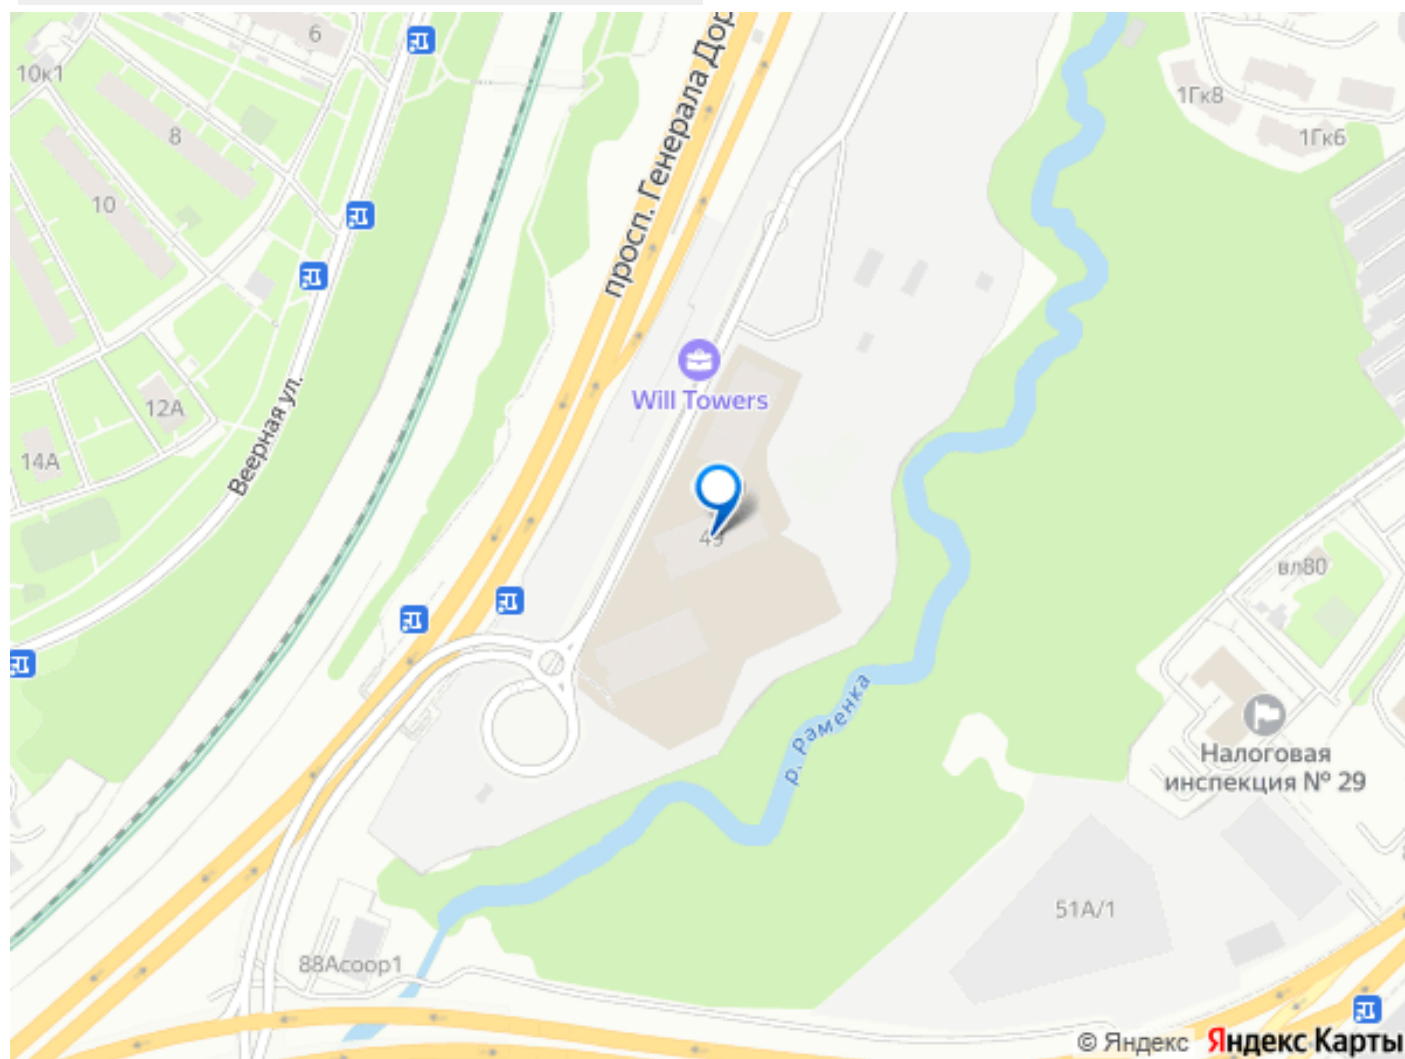 6
10к1
8
10
12А
14А
Веерная ул.
просп. Генерала Дор
Will Towers
1Гк8
1Гк6
вл80
Налоговая
инспекция № 29
р. раменка
51А/1
88Асоор1
© Яндекс Яндекс Карты